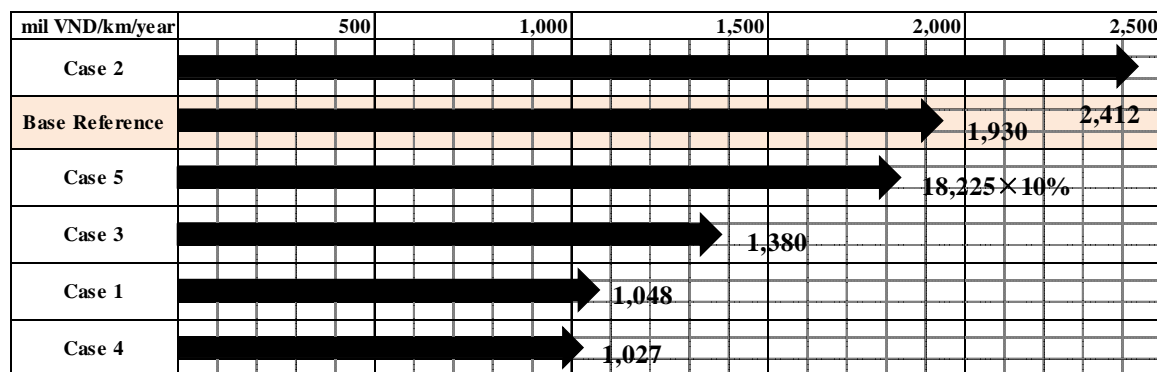 mil VND/km/year 500 1,000 1,500 2,000 2,500
Case 2
2,412
Base Reference 1,930
Case 5 18,225×10%
Case 3 1,380
Case 1 1,048
Case 4 1,027